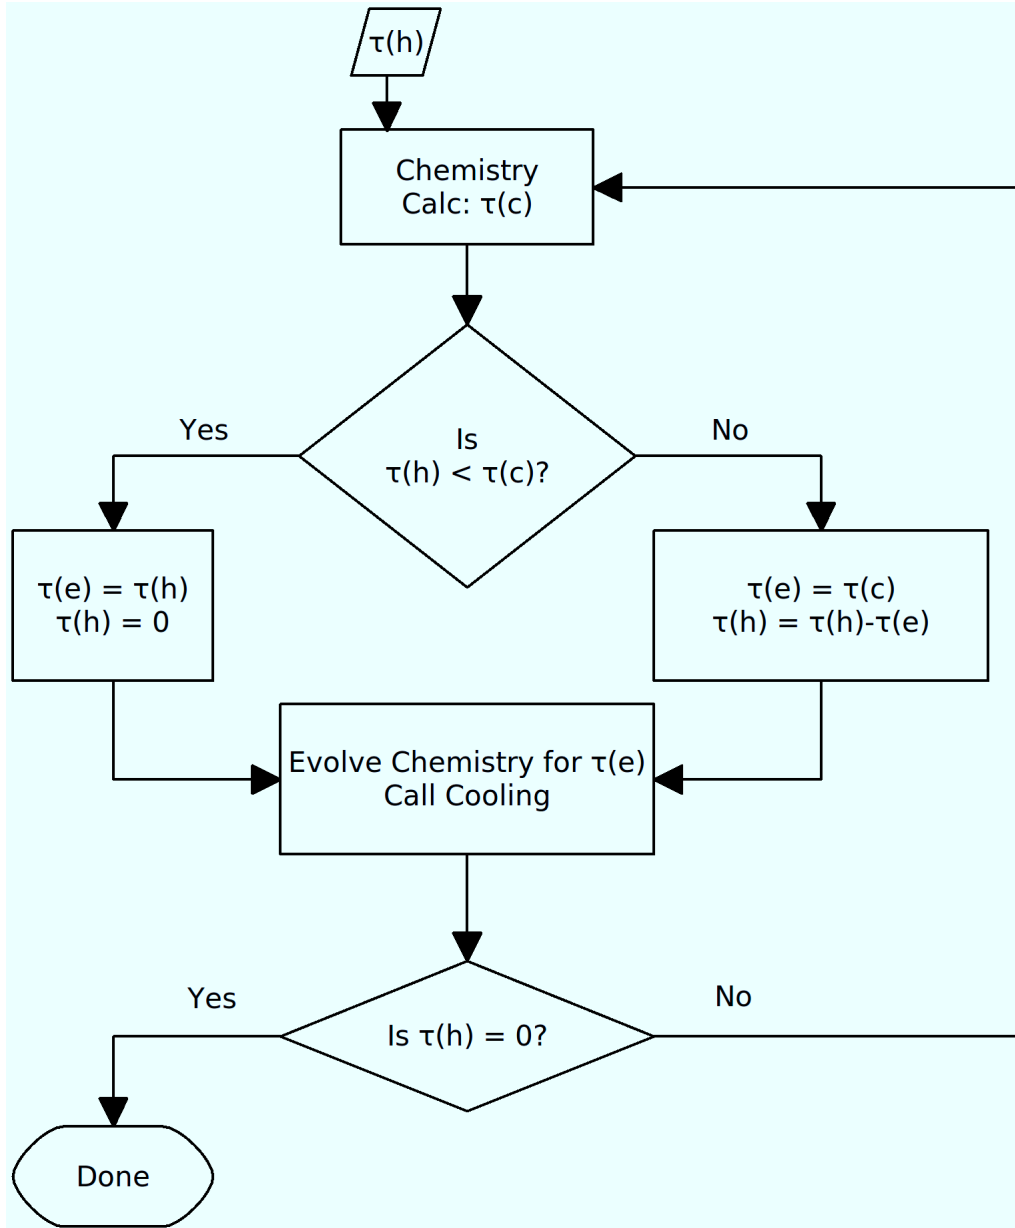 τ(h)
Chemistry
Calc: τ(c)
Is
τ(h) < τ(c)?
Yes
No
τ(e) = τ(h)
τ(h) = 0
τ(e) = τ(c)
τ(h) = τ(h)-τ(e)
Evolve Chemistry for τ(e)
Call Cooling
Is τ(h) = 0?
Yes
No
Done